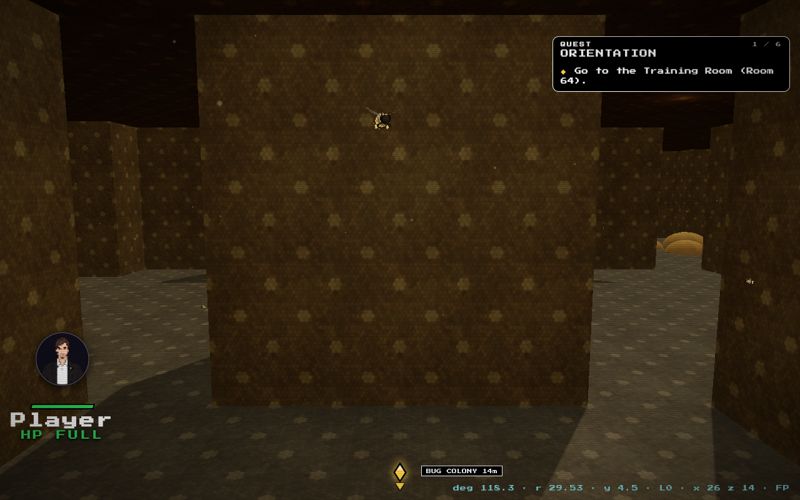 QUEST
1 / 6
ORIENTATION
Go to the Training Room (Room
64).
Player
HP FULL
BUG COLONY 14m
deg 118.3 · r 29.53 · y 4.5 · L0 · x 26 z 14 · FP